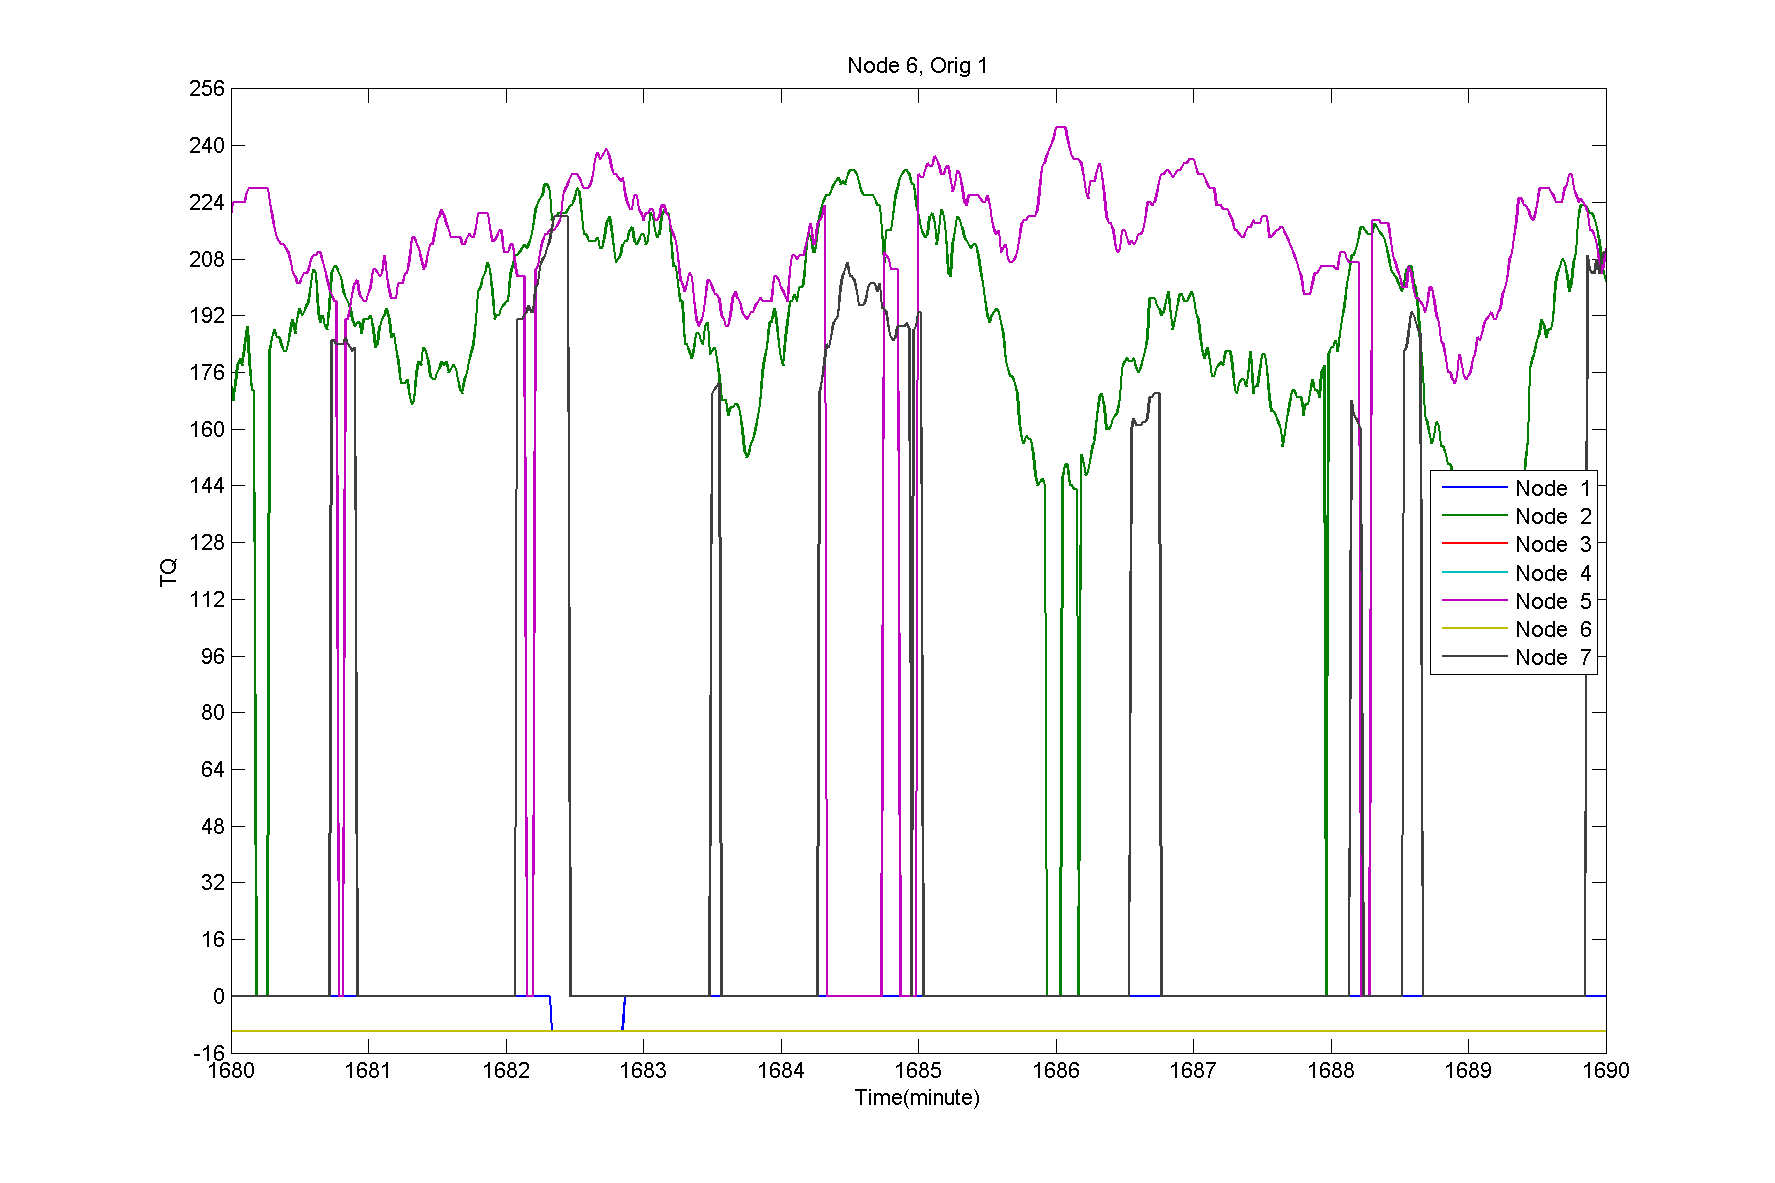 Node 6, Orig 1
256
240
224
208
192
176
160
144
128
112
96
80
64
48
32
16
0
-16
TQ
Node 1
Node 2
Node 3
Node 4
Node 5
Node 6
Node 7
1680 1681 1682 1683 1684 1685 1686 1687 1688 1689 1690
Time(minute)